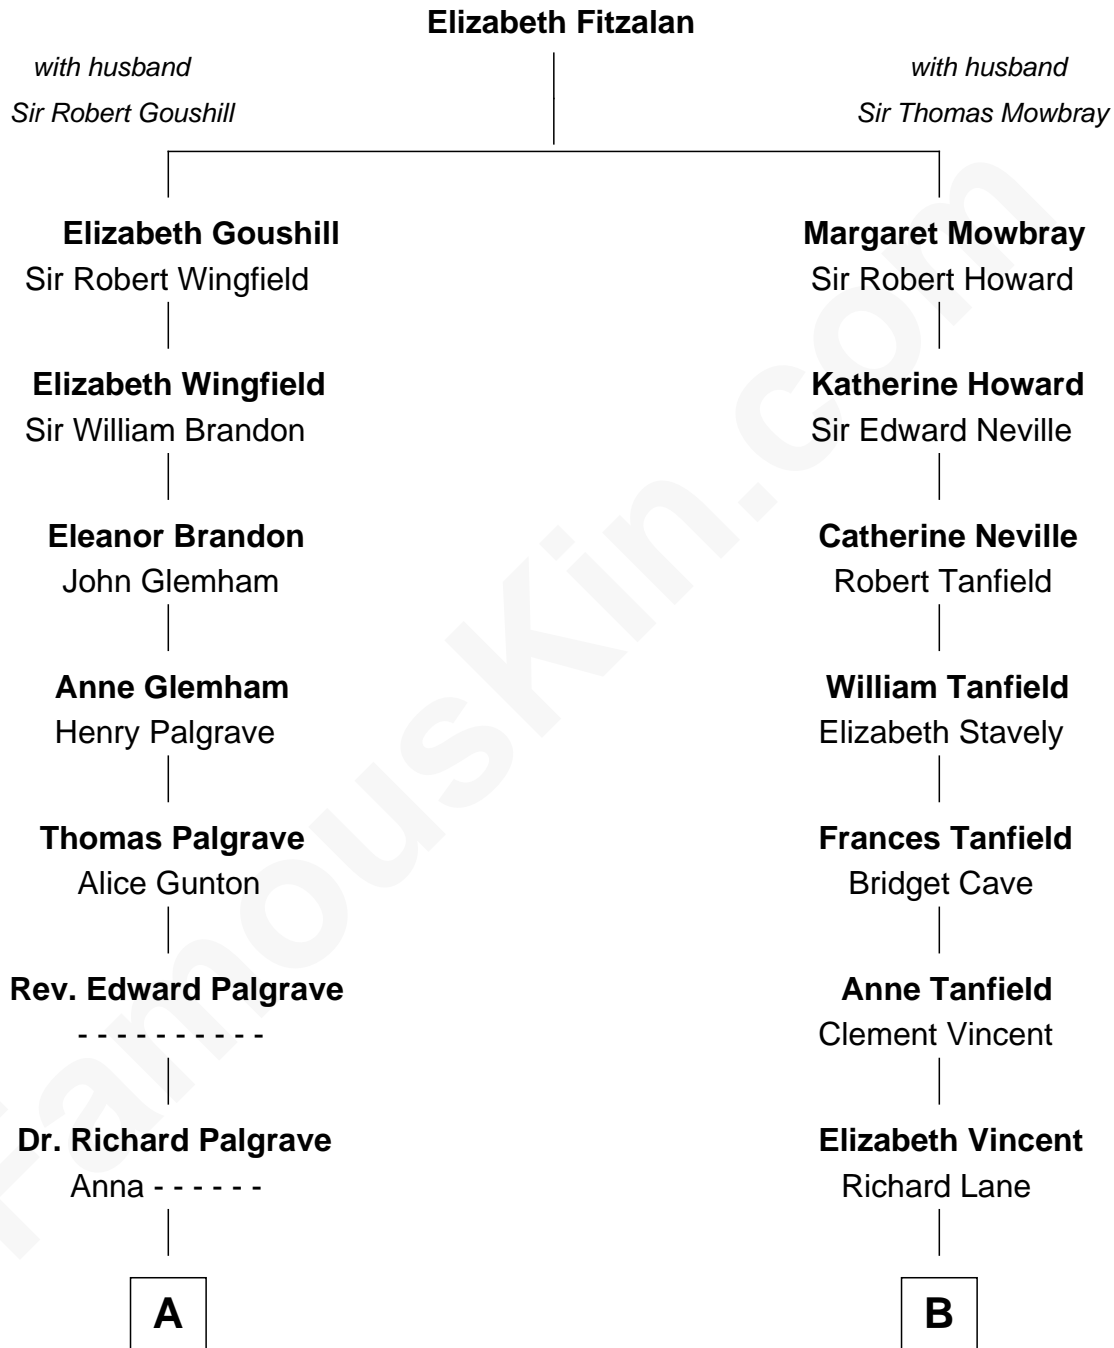 Elizabeth Fitzalan
with husband
Sir Robert Goushill
with husband
Sir Thomas Mowbray
Elizabeth Goushill
Sir Robert Wingfield
Margaret Mowbray
Sir Robert Howard
Elizabeth Wingfield
Sir William Brandon
Katherine Howard
Sir Edward Neville
Eleanor Brandon
John Glemham
Catherine Neville
Robert Tanfield
Anne Glemham
Henry Palgrave
William Tanfield
Elizabeth Stavely
Thomas Palgrave
Alice Gunton
Frances Tanfield
Bridget Cave
Rev. Edward Palgrave
- - - - - - - - - -
Anne Tanfield
Clement Vincent
Dr. Richard Palgrave
Anna - - - - - -
Elizabeth Vincent
Richard Lane
A
B
FamousKin.com